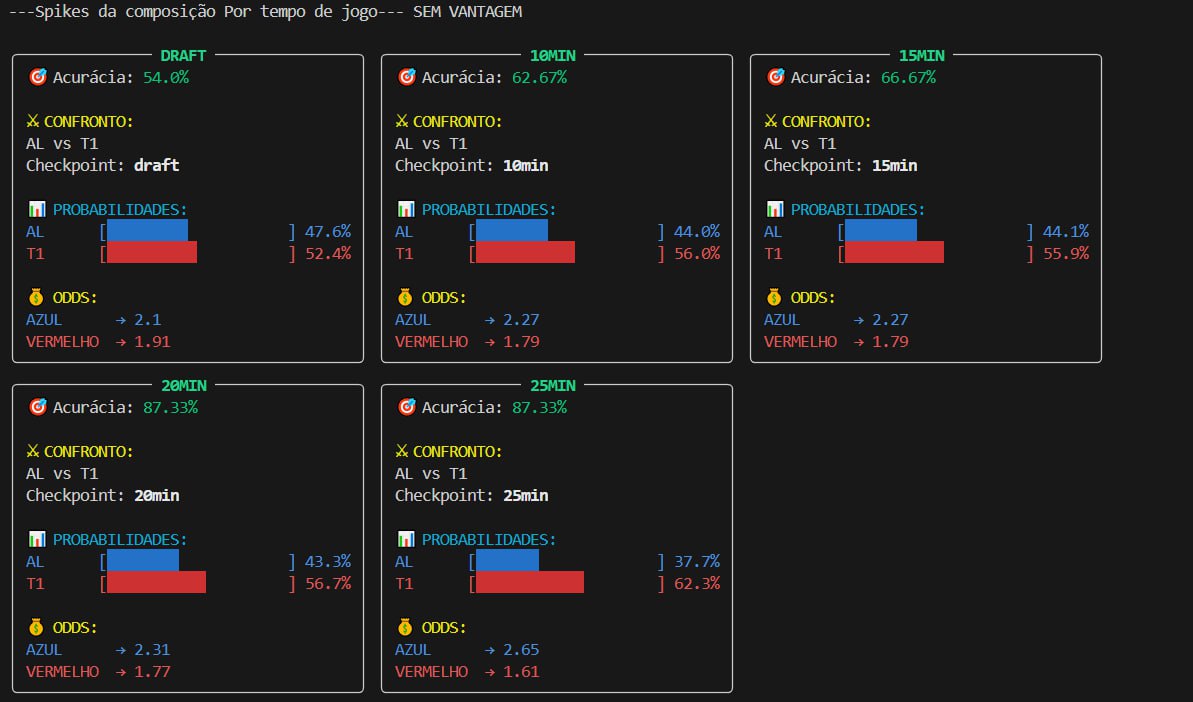 ---Spikes da composição Por tempo de jogo--- SEM VANTAGEM
DRAFT
🎯 Acurácia: 54.0%
⚔ CONFRONTO:
AL vs T1
Checkpoint: draft
📊 PROBABILIDADES:
AL [ ] 47.6%
T1 [ ] 52.4%
💰 ODDS:
AZUL → 2.1
VERMELHO → 1.91
10MIN
🎯 Acurácia: 62.67%
⚔ CONFRONTO:
AL vs T1
Checkpoint: 10min
📊 PROBABILIDADES:
AL [ ] 44.0%
T1 [ ] 56.0%
💰 ODDS:
AZUL → 2.27
VERMELHO → 1.79
15MIN
🎯 Acurácia: 66.67%
⚔ CONFRONTO:
AL vs T1
Checkpoint: 15min
📊 PROBABILIDADES:
AL [ ] 44.1%
T1 [ ] 55.9%
💰 ODDS:
AZUL → 2.27
VERMELHO → 1.79
20MIN
🎯 Acurácia: 87.33%
⚔ CONFRONTO:
AL vs T1
Checkpoint: 20min
📊 PROBABILIDADES:
AL [ ] 43.3%
T1 [ ] 56.7%
💰 ODDS:
AZUL → 2.31
VERMELHO → 1.77
25MIN
🎯 Acurácia: 87.33%
⚔ CONFRONTO:
AL vs T1
Checkpoint: 25min
📊 PROBABILIDADES:
AL [ ] 37.7%
T1 [ ] 62.3%
💰 ODDS:
AZUL → 2.65
VERMELHO → 1.61